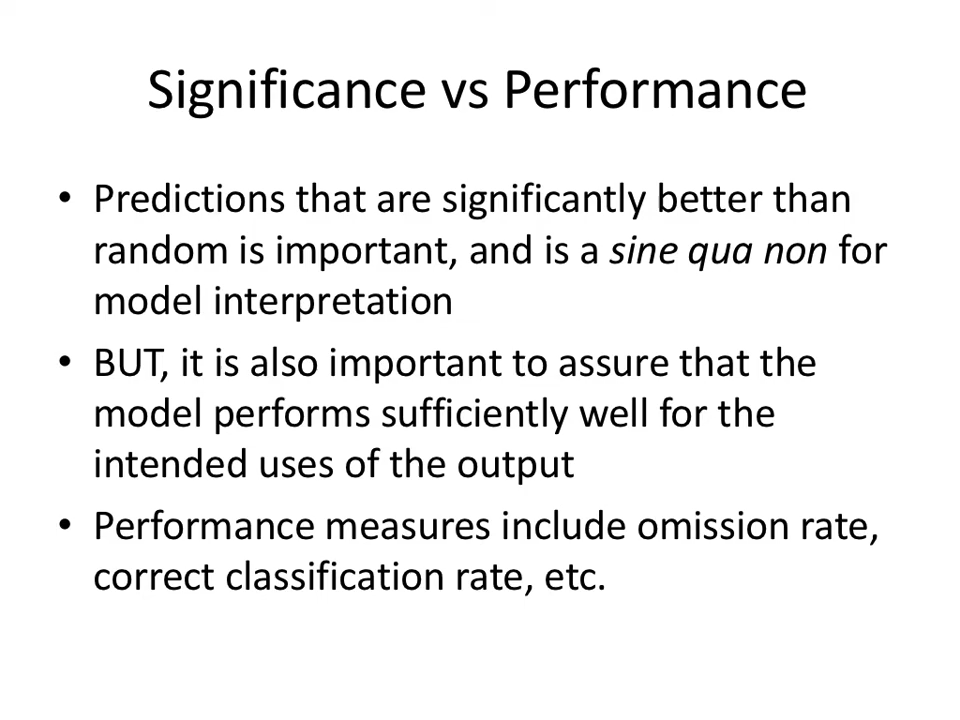 Significance vs Performance
• Predictions that are significantly better than
random is important, and is a sine qua non for
model interpretation
• BUT, it is also important to assure that the
model performs sufficiently well for the
intended uses of the output
• Performance measures include omission rate,
correct classification rate, etc.